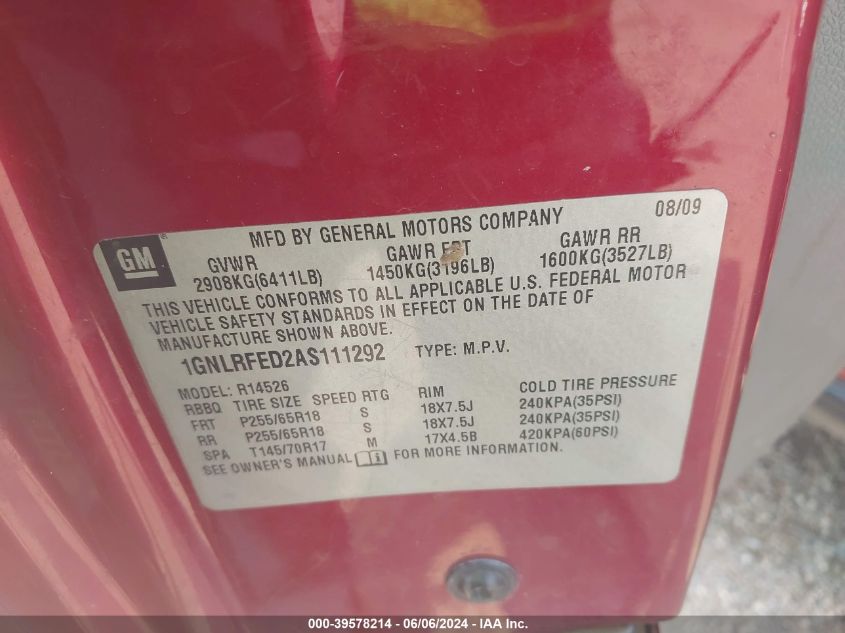 GM
MFD BY GENERAL MOTORS COMPANY 08/09
GVWR GAWR FRT GAWR RR
2908KG(6411LB) 1450KG(3196LB) 1600KG(3527LB)
THIS VEHICLE CONFORMS TO ALL APPLICABLE U.S. FEDERAL MOTOR
VEHICLE SAFETY STANDARDS IN EFFECT ON THE DATE OF
MANUFACTURE SHOWN ABOVE.
1GNLRFED2AS111292 TYPE: M.P.V.
MODEL: R14526
RBBQ TIRE SIZE SPEED RTG RIM COLD TIRE PRESSURE
FRT P255/65R18 S 18X7.5J 240KPA(35PSI)
RR P255/65R18 S 18X7.5J 240KPA(35PSI)
SPA T145/70R17 M 17X4.5B 420KPA(60PSI)
SEE OWNER'S MANUAL FOR MORE INFORMATION.
000-39578214 - 06/06/2024 - IAA Inc.